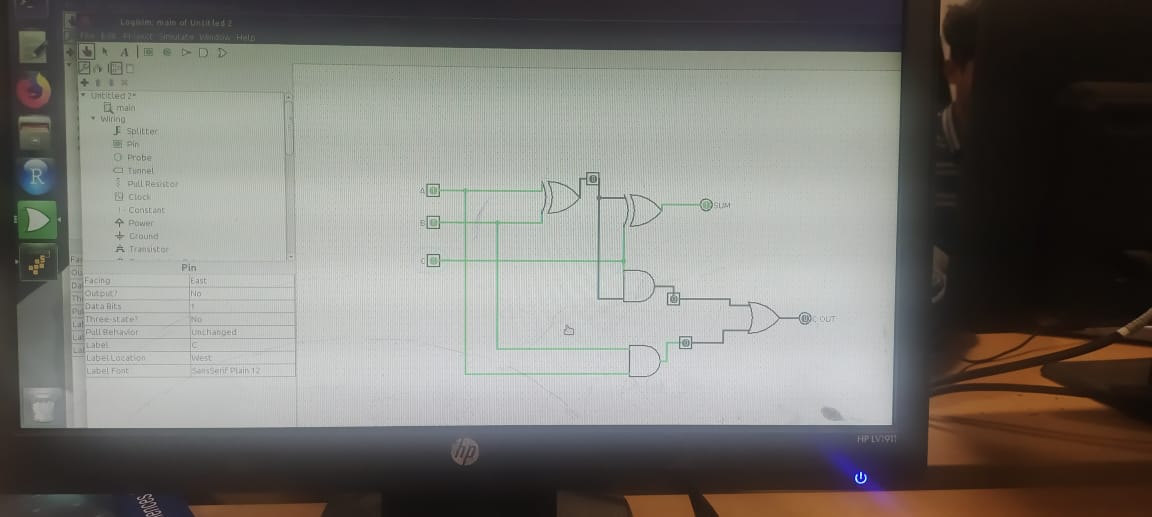 Logisim: main of Untitled 2
File Edit Project Simulate Window Help
A
Untitled 2*
main
Wiring
Splitter
Pin
Probe
Tunnel
Pull Resistor
Clock
Constant
Power
Ground
Transistor
Pin
Facing East
Output? No
Data Bits 1
Three-state? No
Pull Behavior Unchanged
Label C
Label Location West
Label Font SansSerif Plain 12
A
B
C
SUM
C OUT
R
hp
HP LV1911